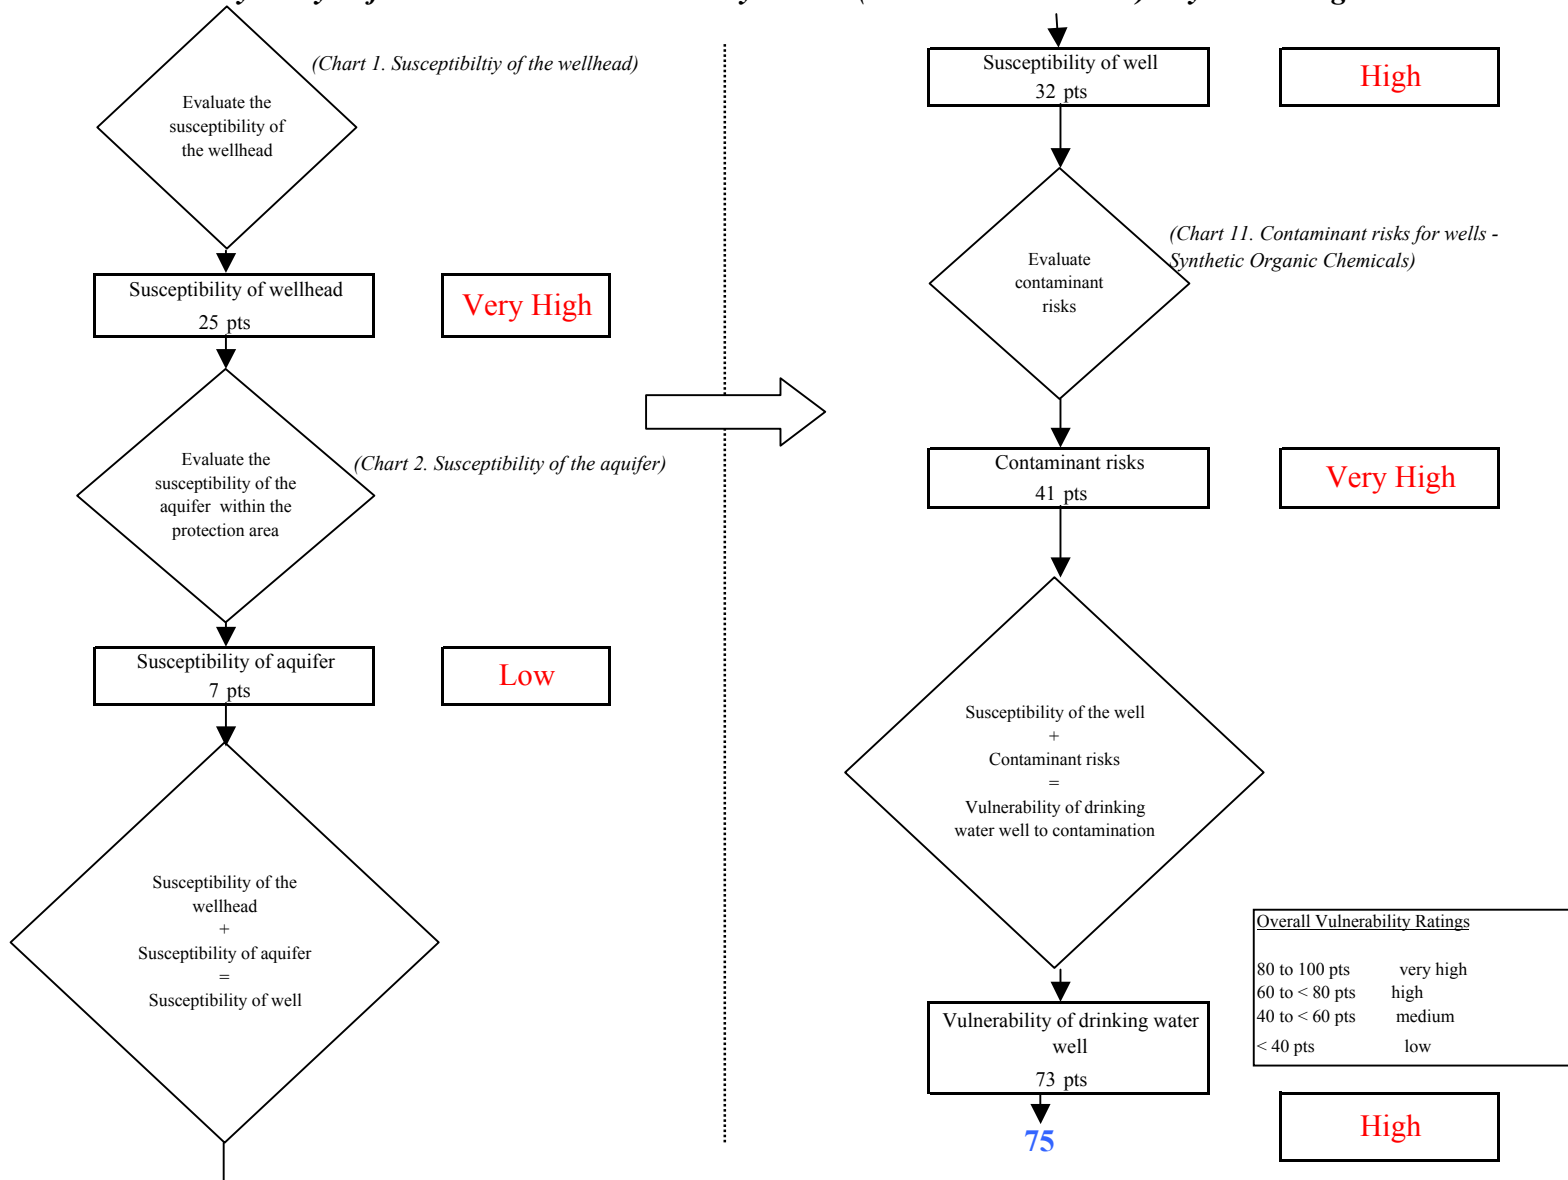 (Chart 1. Susceptibiltiy of the wellhead)
Evaluate the
susceptibility of
the wellhead
Susceptibility of wellhead
25 pts
Very High
Evaluate the
susceptibility of the
aquifer within the
protection area
(Chart 2. Susceptibility of the aquifer)
Susceptibility of aquifer
7 pts
Low
Susceptibility of the
wellhead
+
Susceptibility of aquifer
=
Susceptibility of well
Susceptibility of well
32 pts
High
Evaluate
contaminant
risks
(Chart 11. Contaminant risks for wells -
Synthetic Organic Chemicals)
Contaminant risks
41 pts
Very High
Susceptibility of the well
+
Contaminant risks
=
Vulnerability of drinking
water well to contamination
Vulnerability of drinking water
well
73 pts
75
Overall Vulnerability Ratings
80 to 100 pts very high
60 to < 80 pts high
40 to < 60 pts medium
< 40 pts low
High